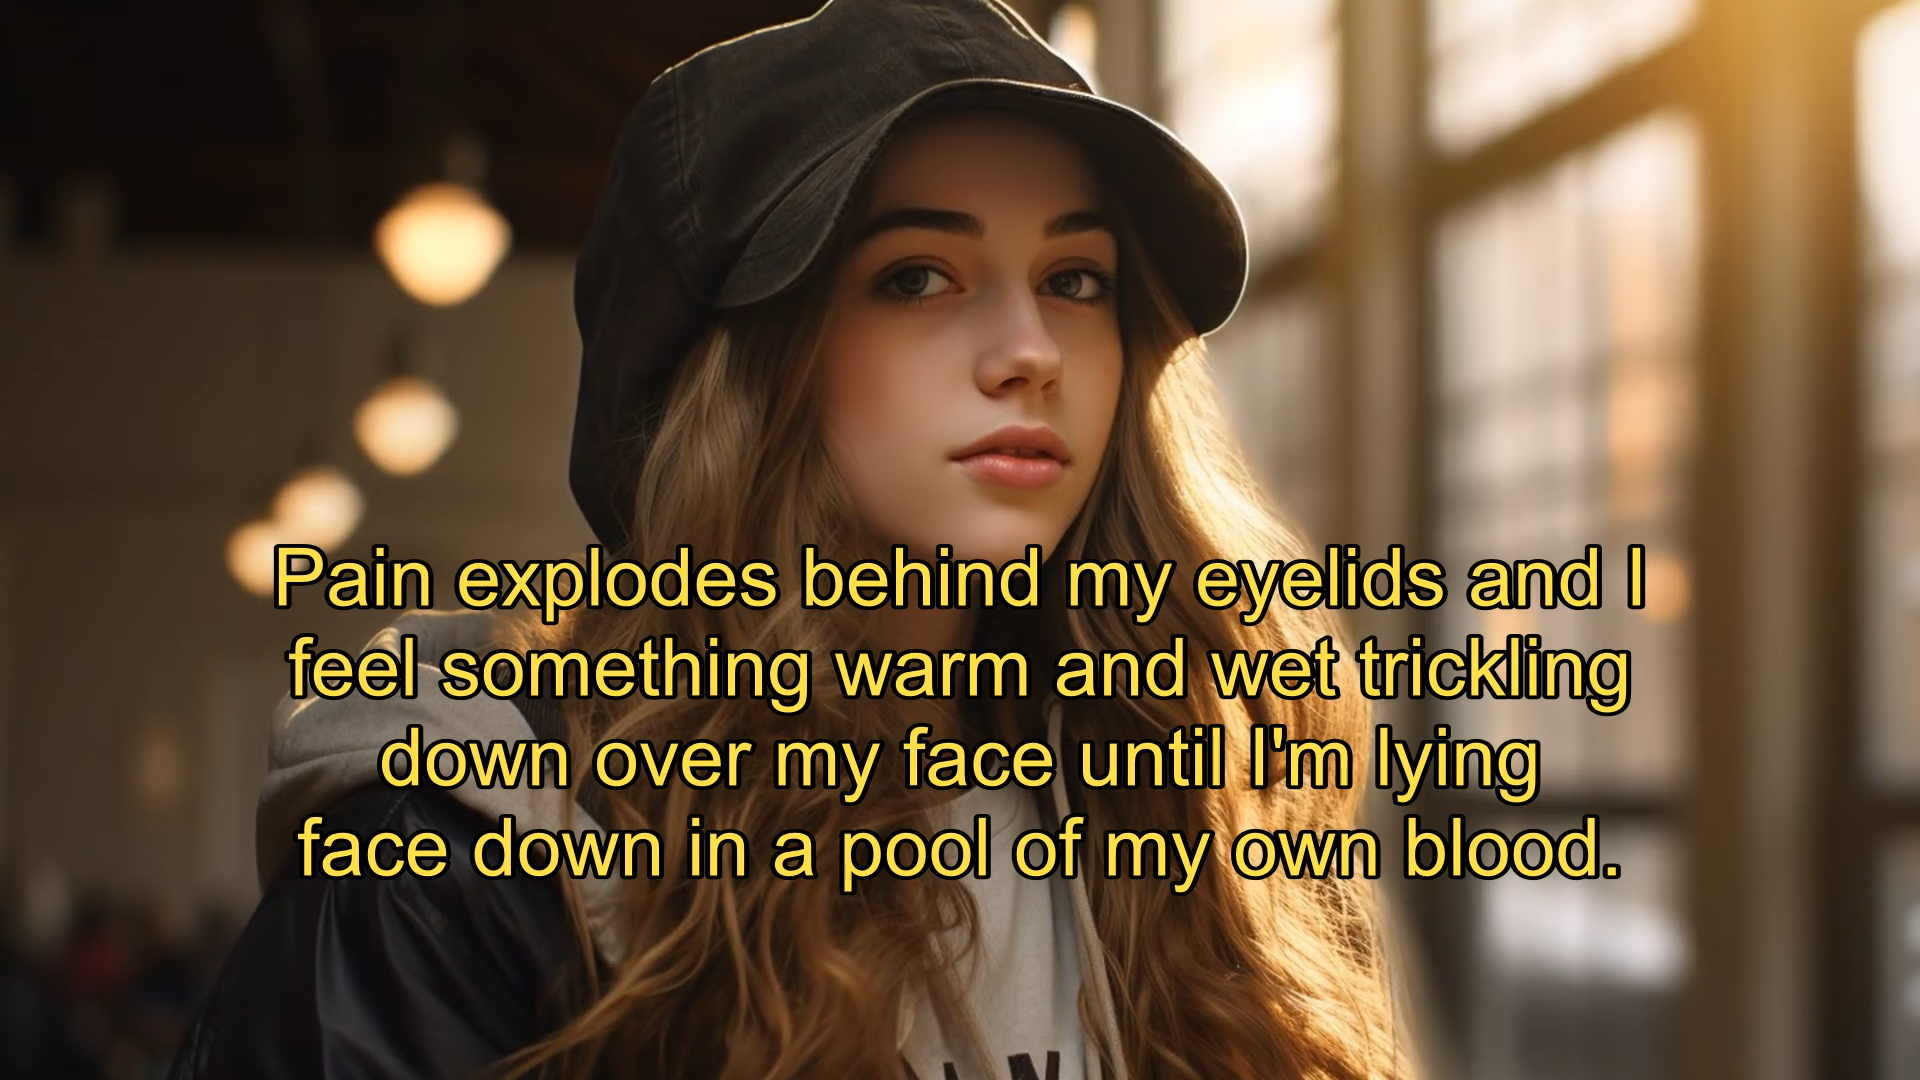 Pain explodes behind my eyelids and I
feel something warm and wet trickling
down over my face until I'm lying
face down in a pool of my own blood.